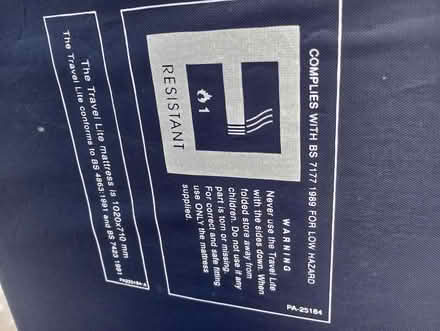 COMPLIES WITH BS 7177 1989 FOR LOW HAZARD
1
RESISTANT
WARNING
Never use the Travel Lite
with the sides down. When
folded store away from
children. Do not use if any
part is torn or missing.
For correct and safe fitting
use ONLY the mattress
supplied.
PA-25184
The Travel Lite mattress is 1020x710 mm
The Travel Lite conforms to BS 4863:1991 and BS 7423 1991